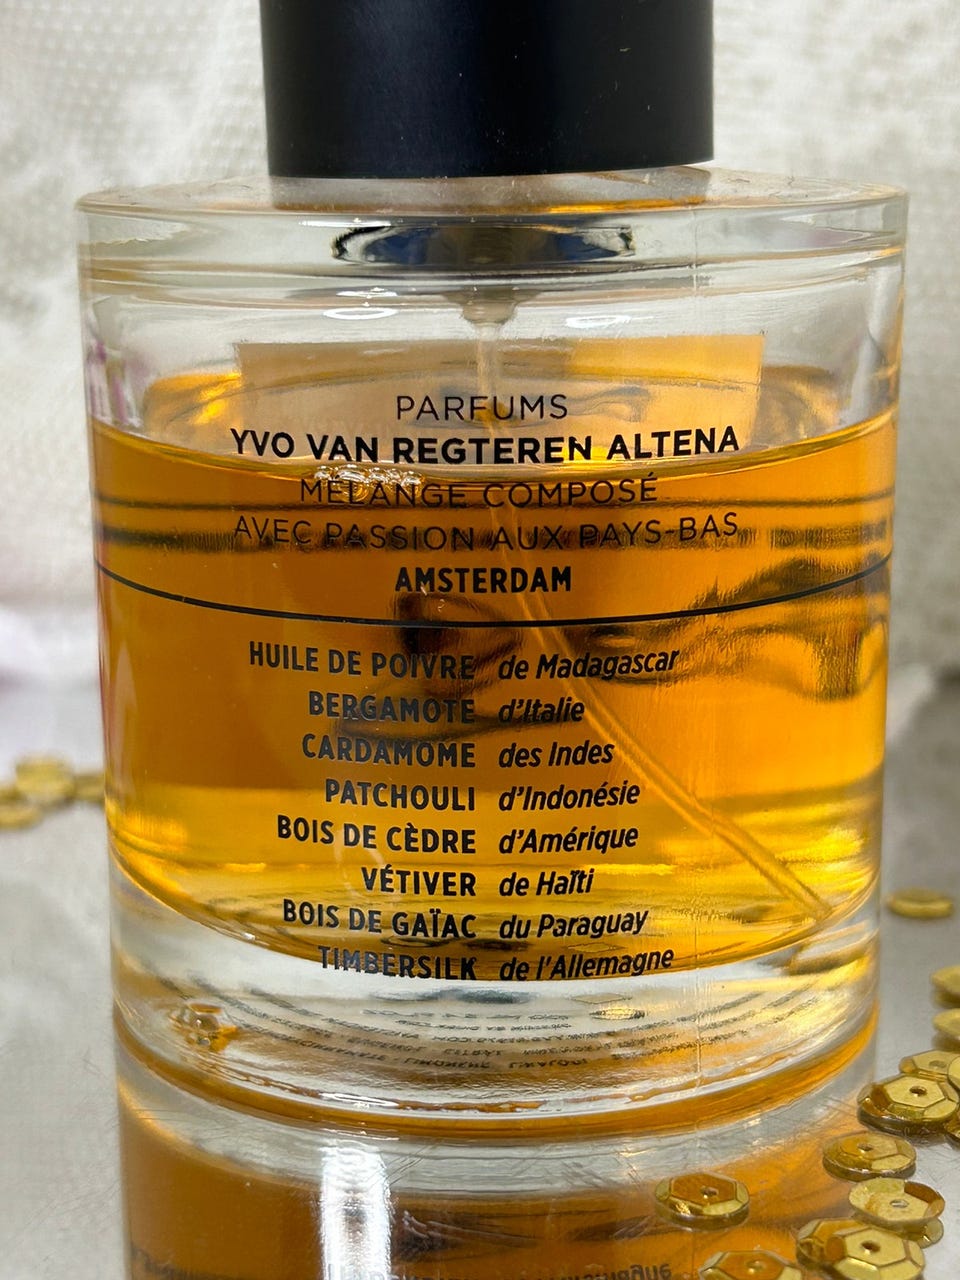 PARFUMS
YVO VAN REGTEREN ALTENA
MÉLANGE COMPOSÉ
AVEC PASSION AUX PAYS-BAS
AMSTERDAM
HUILE DE POIVRE de Madagascar
BERGAMOTE d'Italie
CARDAMOME des Indes
PATCHOULI d'Indonésie
BOIS DE CÈDRE d'Amérique
VÉTIVER de Haïti
BOIS DE GAÏAC du Paraguay
TIMBERSILK de l'Allemagne